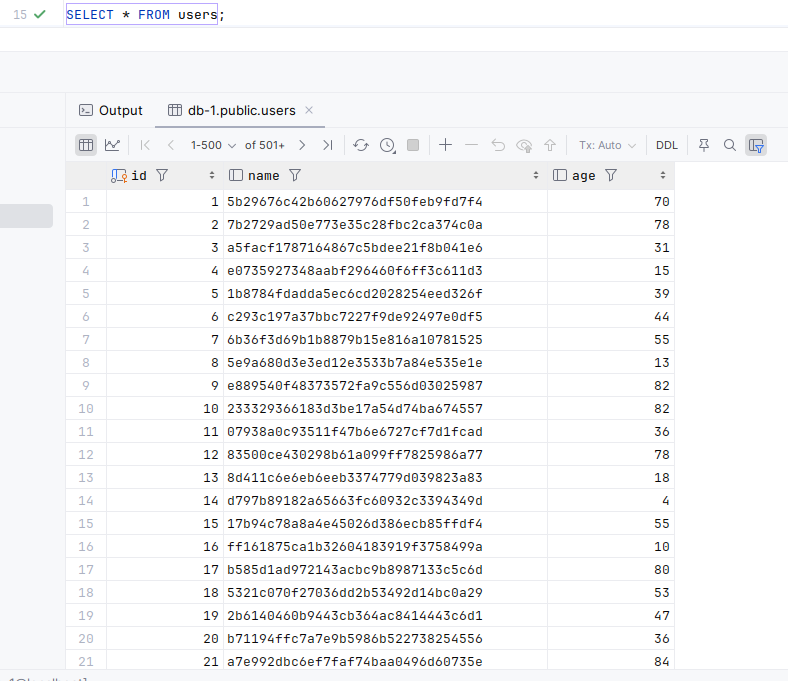 15 SELECT * FROM users;
Output db-1.public.users
1-500 of 501+ Tx: Auto DDL
id name age
1 1 5b29676c42b60627976df50feb9fd7f4 70
2 2 7b2729ad50e773e35c28fbc2ca374c0a 78
3 3 a5facf1787164867c5bdee21f8b041e6 31
4 4 e0735927348aabf296460f6ff3c611d3 15
5 5 1b8784fdadda5ec6cd2028254eed326f 39
6 6 c293c197a37bbc7227f9de92497e0df5 44
7 7 6b36f3d69b1b8879b15e816a10781525 55
8 8 5e9a680d3e3ed12e3533b7a84e535e1e 13
9 9 e889540f48373572fa9c556d03025987 82
10 10 233329366183d3be17a54d74ba674557 82
11 11 07938a0c93511f47b6e6727cf7d1fcad 36
12 12 83500ce430298b61a099ff7825986a77 78
13 13 8d411c6e6eb6eeb3374779d039823a83 18
14 14 d797b89182a65663fc60932c3394349d 4
15 15 17b94c78a8a4e45026d386ecb85ffdf4 55
16 16 ff161875ca1b32604183919f3758499a 10
17 17 b585d1ad972143acbc9b8987133c5c6d 80
18 18 5321c070f27036dd2b53492d14bc0a29 53
19 19 2b6140460b9443cb364ac8414443c6d1 47
20 20 b71194ffc7a7e9b5986b522738254556 36
21 21 a7e992dbc6ef7faf74baa0496d60735e 84